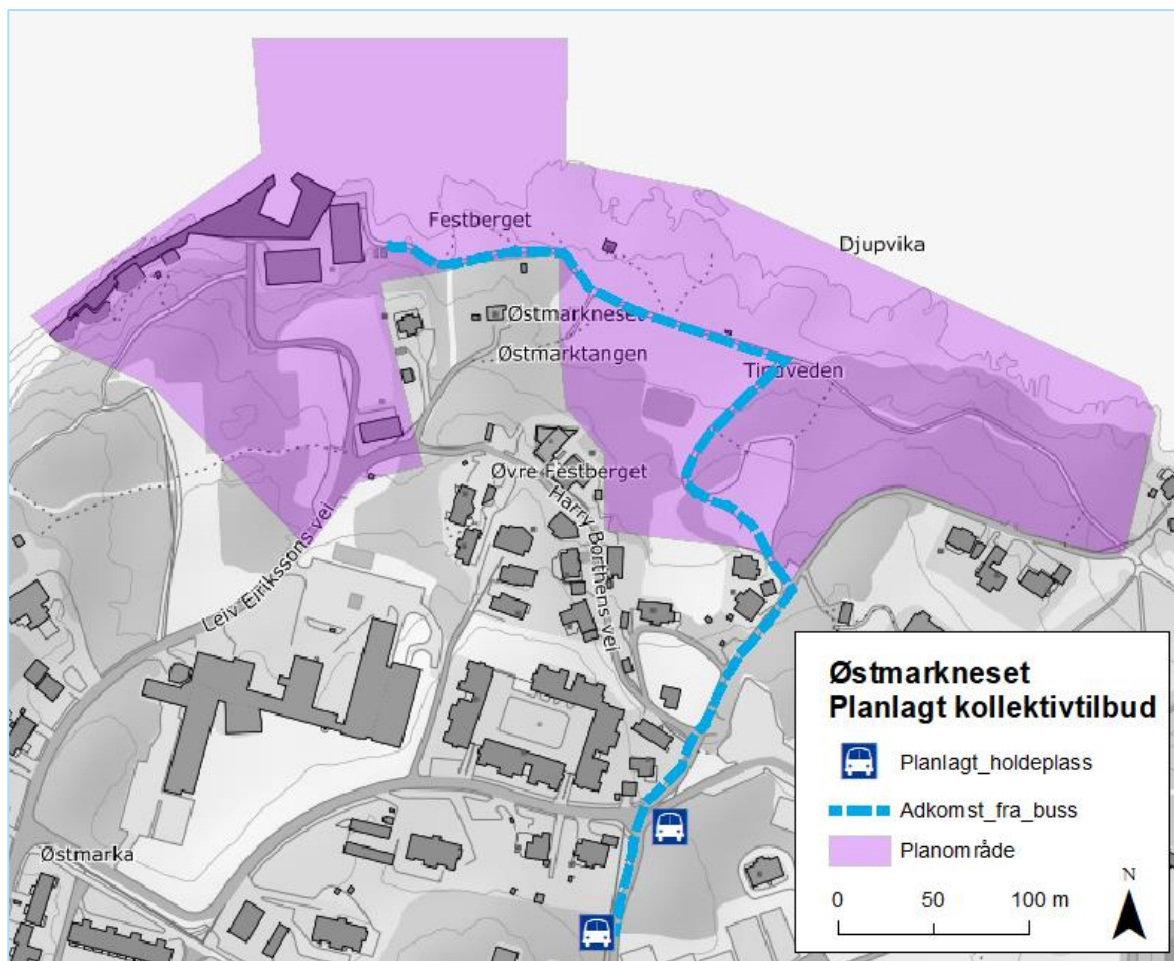 Festberget
Djupvika
Østmarkneset
Østmarktangen
Tindveden
Øvre Festberget
Harry Borthens vei
Leiv Eirikssons vei
Østmarka
Østmarkneset
Planlagt kollektivtilbud
Planlagt_holdeplass
Adkomst_fra_buss
Planområde
N
0 50 100 m